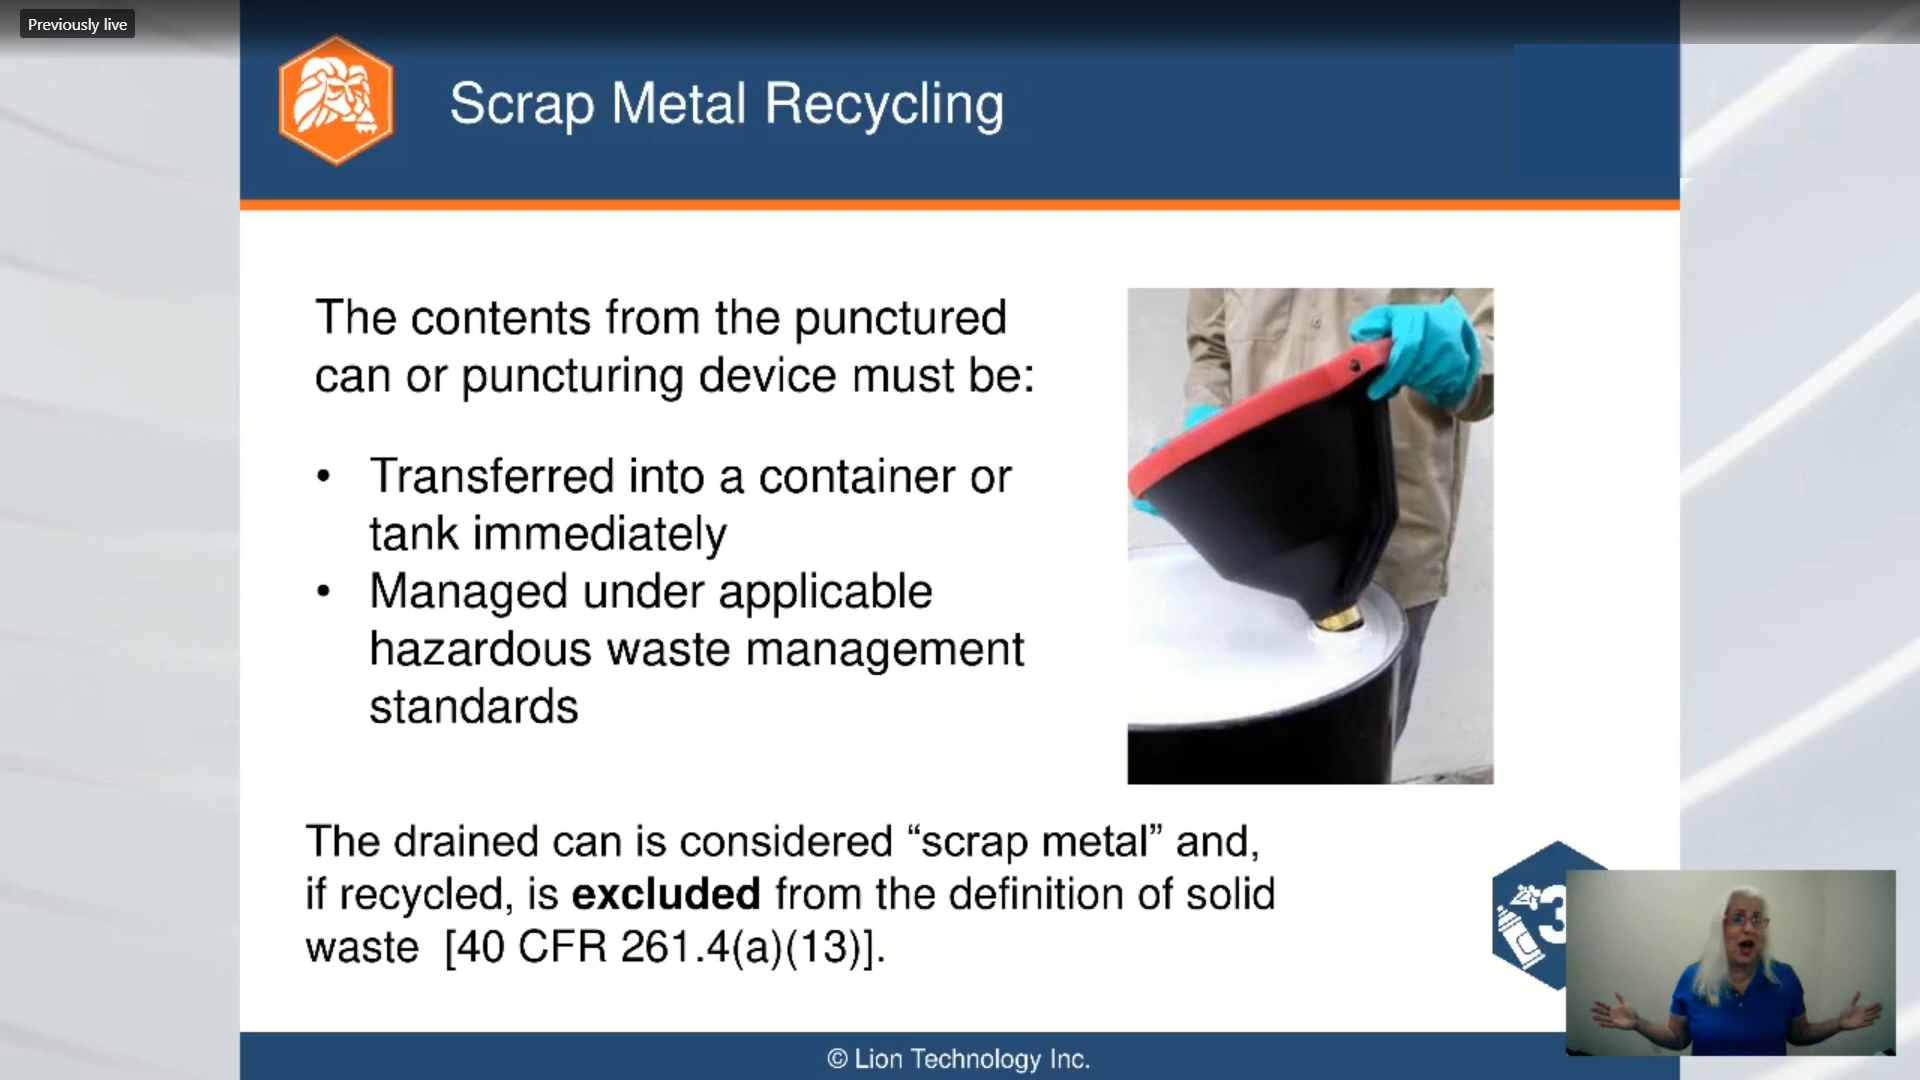 Previously live
Scrap Metal Recycling
The contents from the punctured
can or puncturing device must be:
• Transferred into a container or
tank immediately
• Managed under applicable
hazardous waste management
standards
The drained can is considered “scrap metal” and,
if recycled, is excluded from the definition of solid
waste [40 CFR 261.4(a)(13)].
3
© Lion Technology Inc.